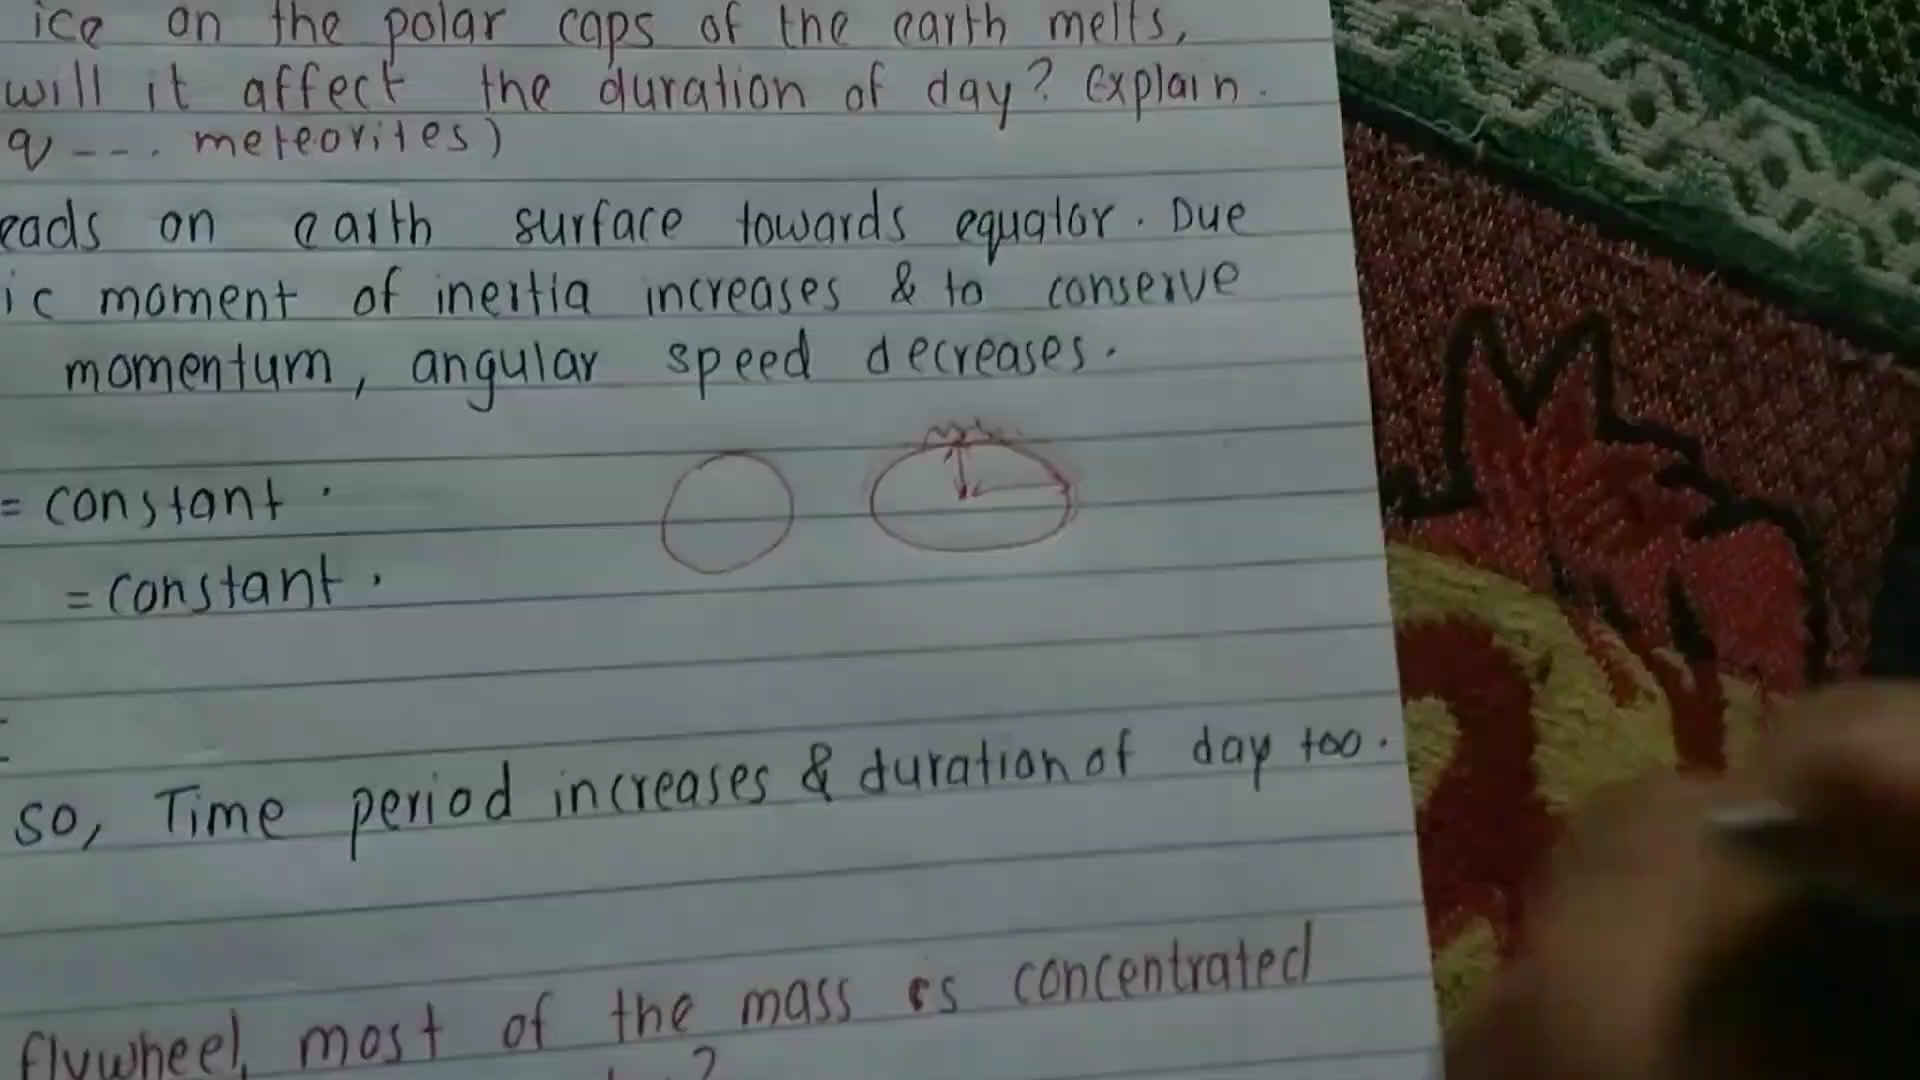 ice on the polar caps of the earth melts,
will it affect the duration of day? Explain.
q ---. meteorites)
eads on earth surface towards equator. Due
ic moment of inertia increases & to conserve
momentum, angular speed decreases.
= constant.
= constant.
so, Time period increases & duration of day too.
flywheel, most of the mass is concentrated
?